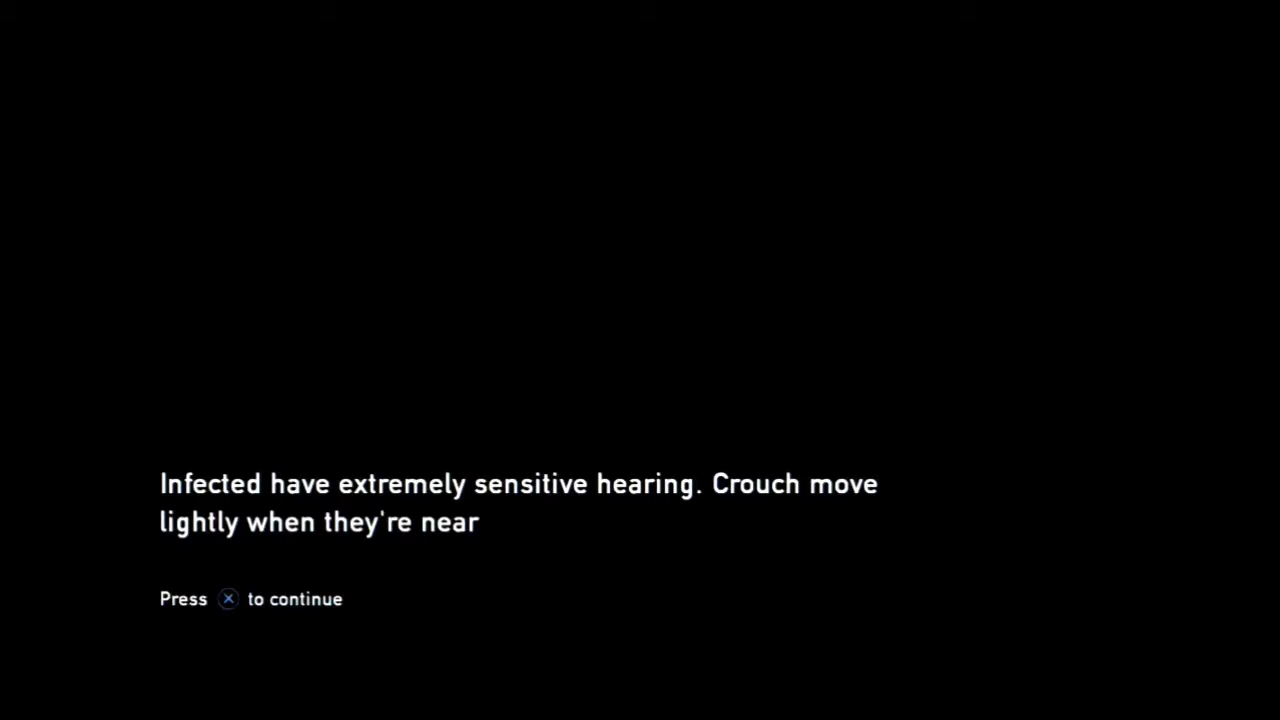 Infected have extremely sensitive hearing. Crouch move
lightly when they're near
Press ⓧ to continue